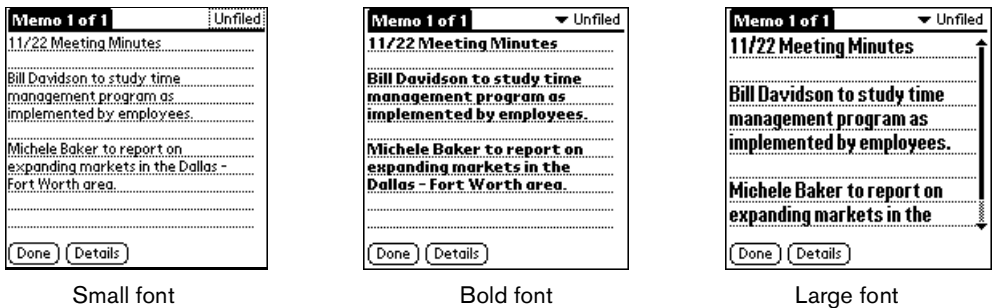 Memo 1 of 1 Unfiled
11/22 Meeting Minutes
Bill Davidson to study time
management program as
implemented by employees.
Michele Baker to report on
expanding markets in the Dallas -
Fort Worth area.
Done Details
Small font
Memo 1 of 1 Unfiled
11/22 Meeting Minutes
Bill Davidson to study time
management program as
implemented by employees.
Michele Baker to report on
expanding markets in the
Dallas - Fort Worth area.
Done Details
Bold font
Memo 1 of 1 Unfiled
11/22 Meeting Minutes
Bill Davidson to study time
management program as
implemented by employees.
Michele Baker to report on
expanding markets in the
Done Details
Large font